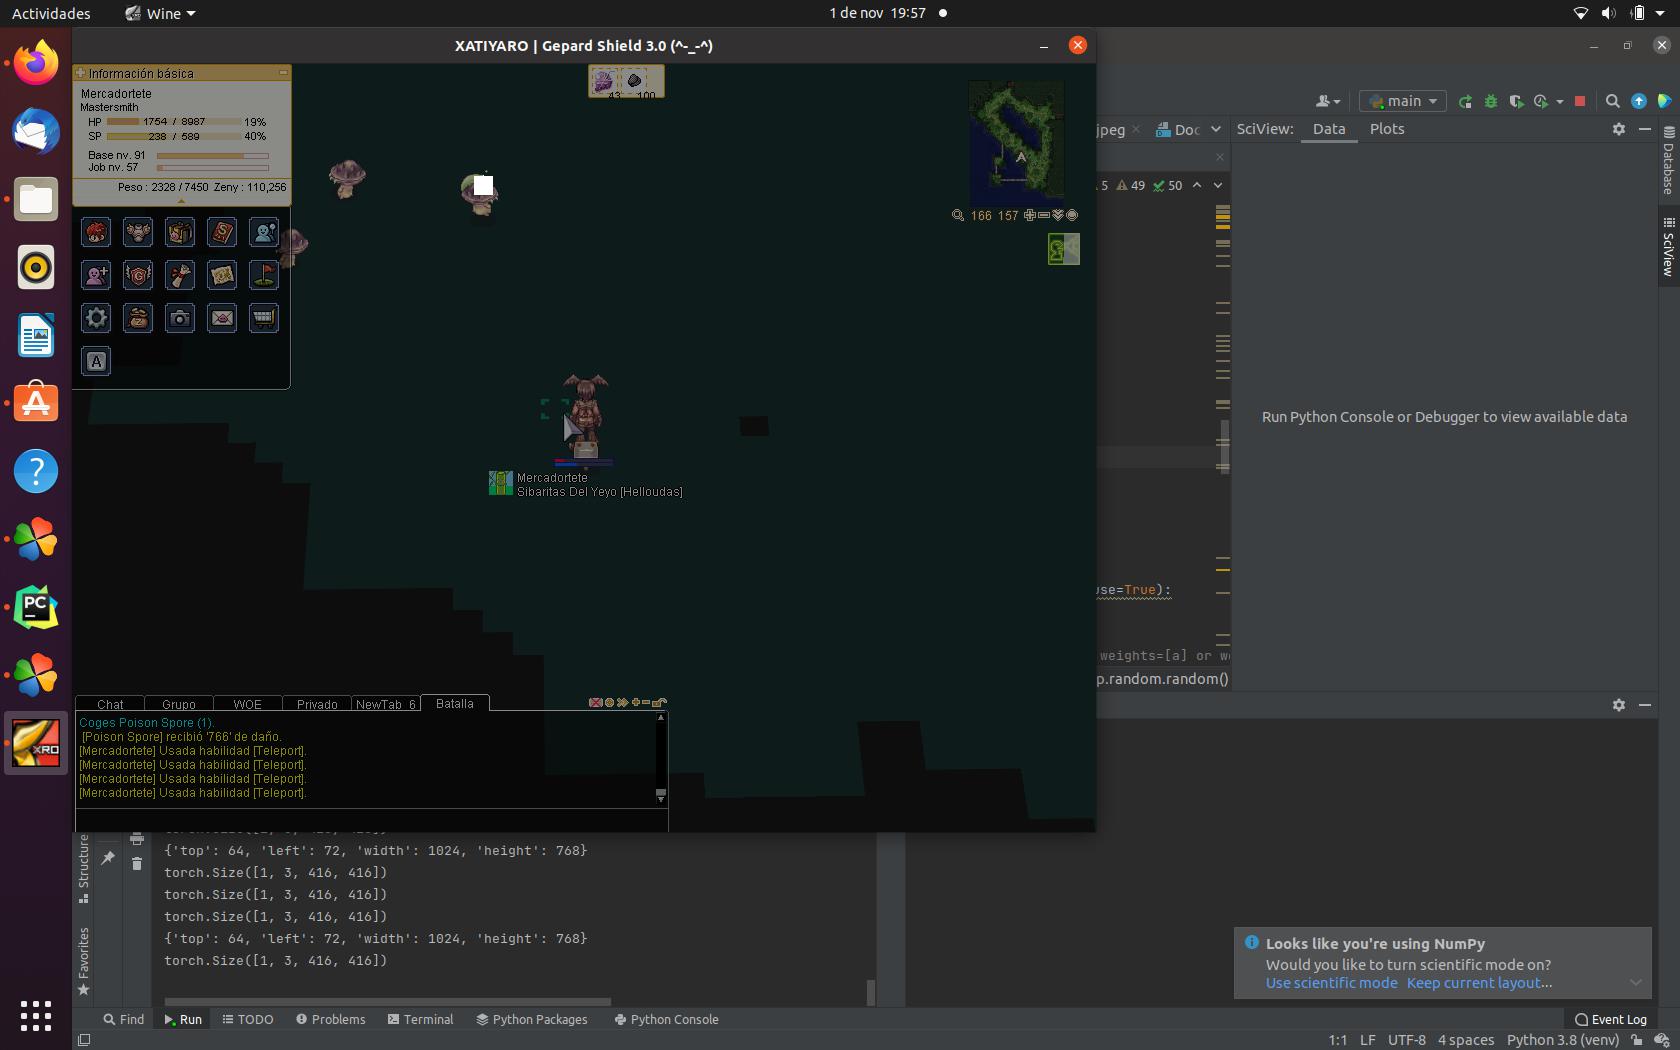 Actividades
Wine
1 de nov 19:57
XATIYARO | Gepard Shield 3.0 (^-_-^)
Información básica
Mercadortete
Mastersmith
HP 1754 / 8987 19%
SP 238 / 589 40%
Base nv. 91
Job nv. 57
Peso : 2328 / 7450 Zeny : 110,256
43 100
166 157
A
Mercadortete
Sibaritas Del Yeyo [Helloudas]
Chat Grupo WOE Privado NewTab_6 Batalla
Coges Poison Spore (1).
[Poison Spore] recibió '766' de daño.
[Mercadortete] Usada habilidad [Teleport].
[Mercadortete] Usada habilidad [Teleport].
[Mercadortete] Usada habilidad [Teleport].
[Mercadortete] Usada habilidad [Teleport].
main
jpeg Doc
SciView: Data Plots
5 49 50
Database
SciView
Run Python Console or Debugger to view available data
use=True):
weights=[a] or w
p.random.random()
PC
XRO
Structure
Favorites
{'top': 64, 'left': 72, 'width': 1024, 'height': 768}
torch.Size([1, 3, 416, 416])
torch.Size([1, 3, 416, 416])
torch.Size([1, 3, 416, 416])
{'top': 64, 'left': 72, 'width': 1024, 'height': 768}
torch.Size([1, 3, 416, 416])
Looks like you're using NumPy
Would you like to turn scientific mode on?
Use scientific mode Keep current layout...
Find Run TODO Problems Terminal Python Packages Python Console
Event Log
1:1 LF UTF-8 4 spaces Python 3.8 (venv)